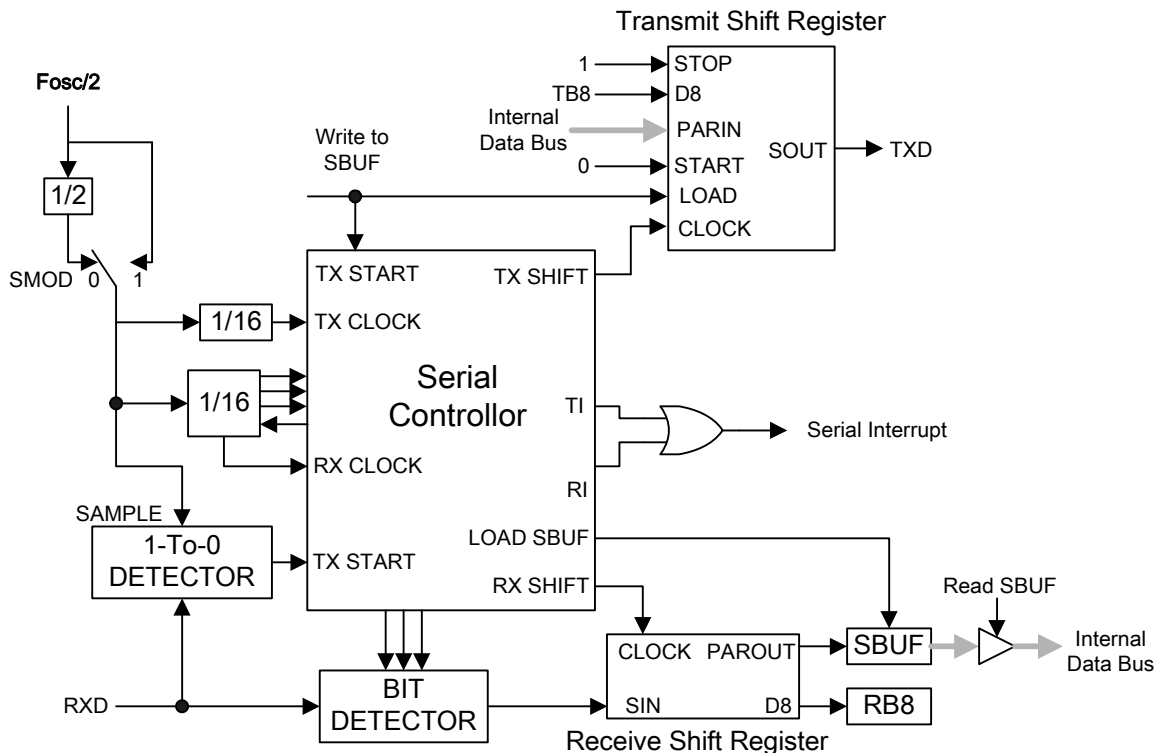 Transmit Shift Register
Fosc/2
1
STOP
TB8
D8
Internal
Data Bus
PARIN
Write to
SBUF
SOUT
TXD
0
START
LOAD
1/2
CLOCK
SMOD
0
1
TX START
TX SHIFT
1/16
TX CLOCK
Serial
Controllor
1/16
TI
Serial Interrupt
RX CLOCK
RI
SAMPLE
1-To-0
DETECTOR
TX START
LOAD SBUF
RX SHIFT
Read SBUF
CLOCK
PAROUT
SBUF
Internal
Data Bus
RXD
BIT
DETECTOR
SIN
D8
RB8
Receive Shift Register